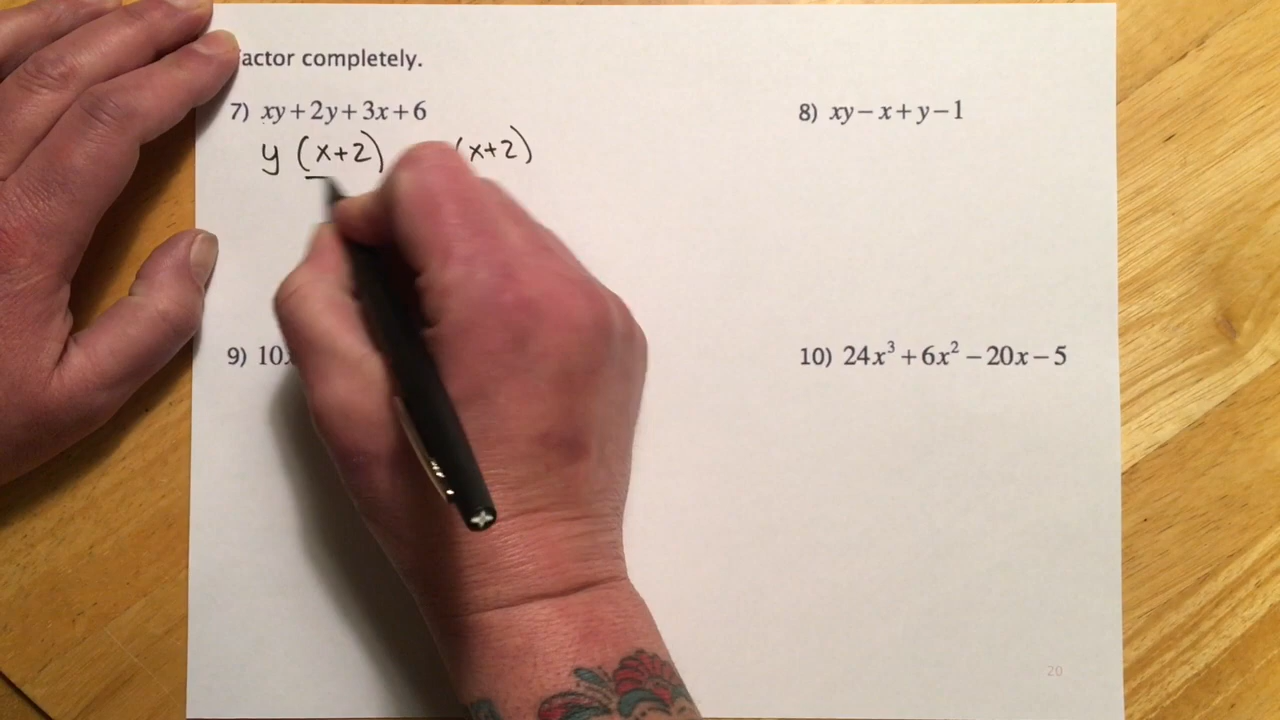 actor completely.
7) xy+2y+3x+6
8) xy−x+y−1
y (x+2) (x+2)
9) 10
10) 24x³+6x²−20x−5
20